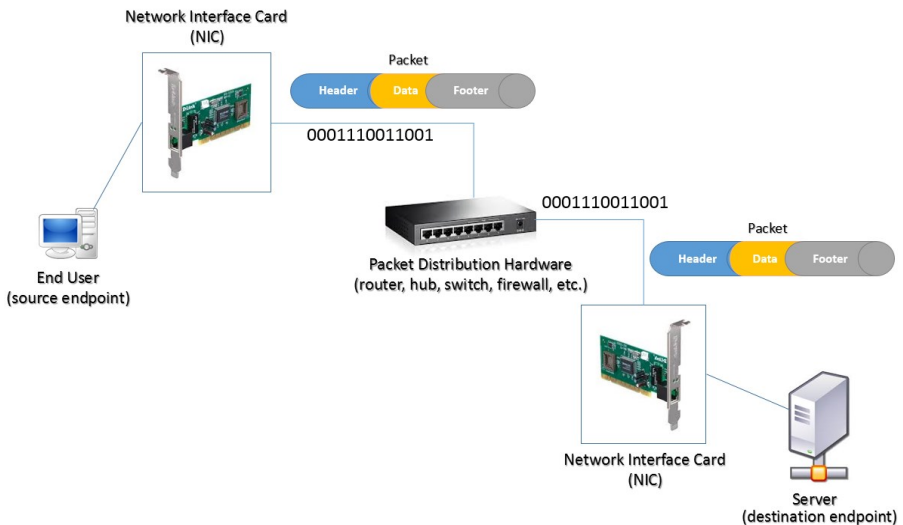 Network Interface Card
(NIC)
Packet
Header Data Footer
0001110011001
End User
(source endpoint)
Packet Distribution Hardware
(router, hub, switch, firewall, etc.)
0001110011001
Packet
Header Data Footer
Network Interface Card
(NIC)
Server
(destination endpoint)